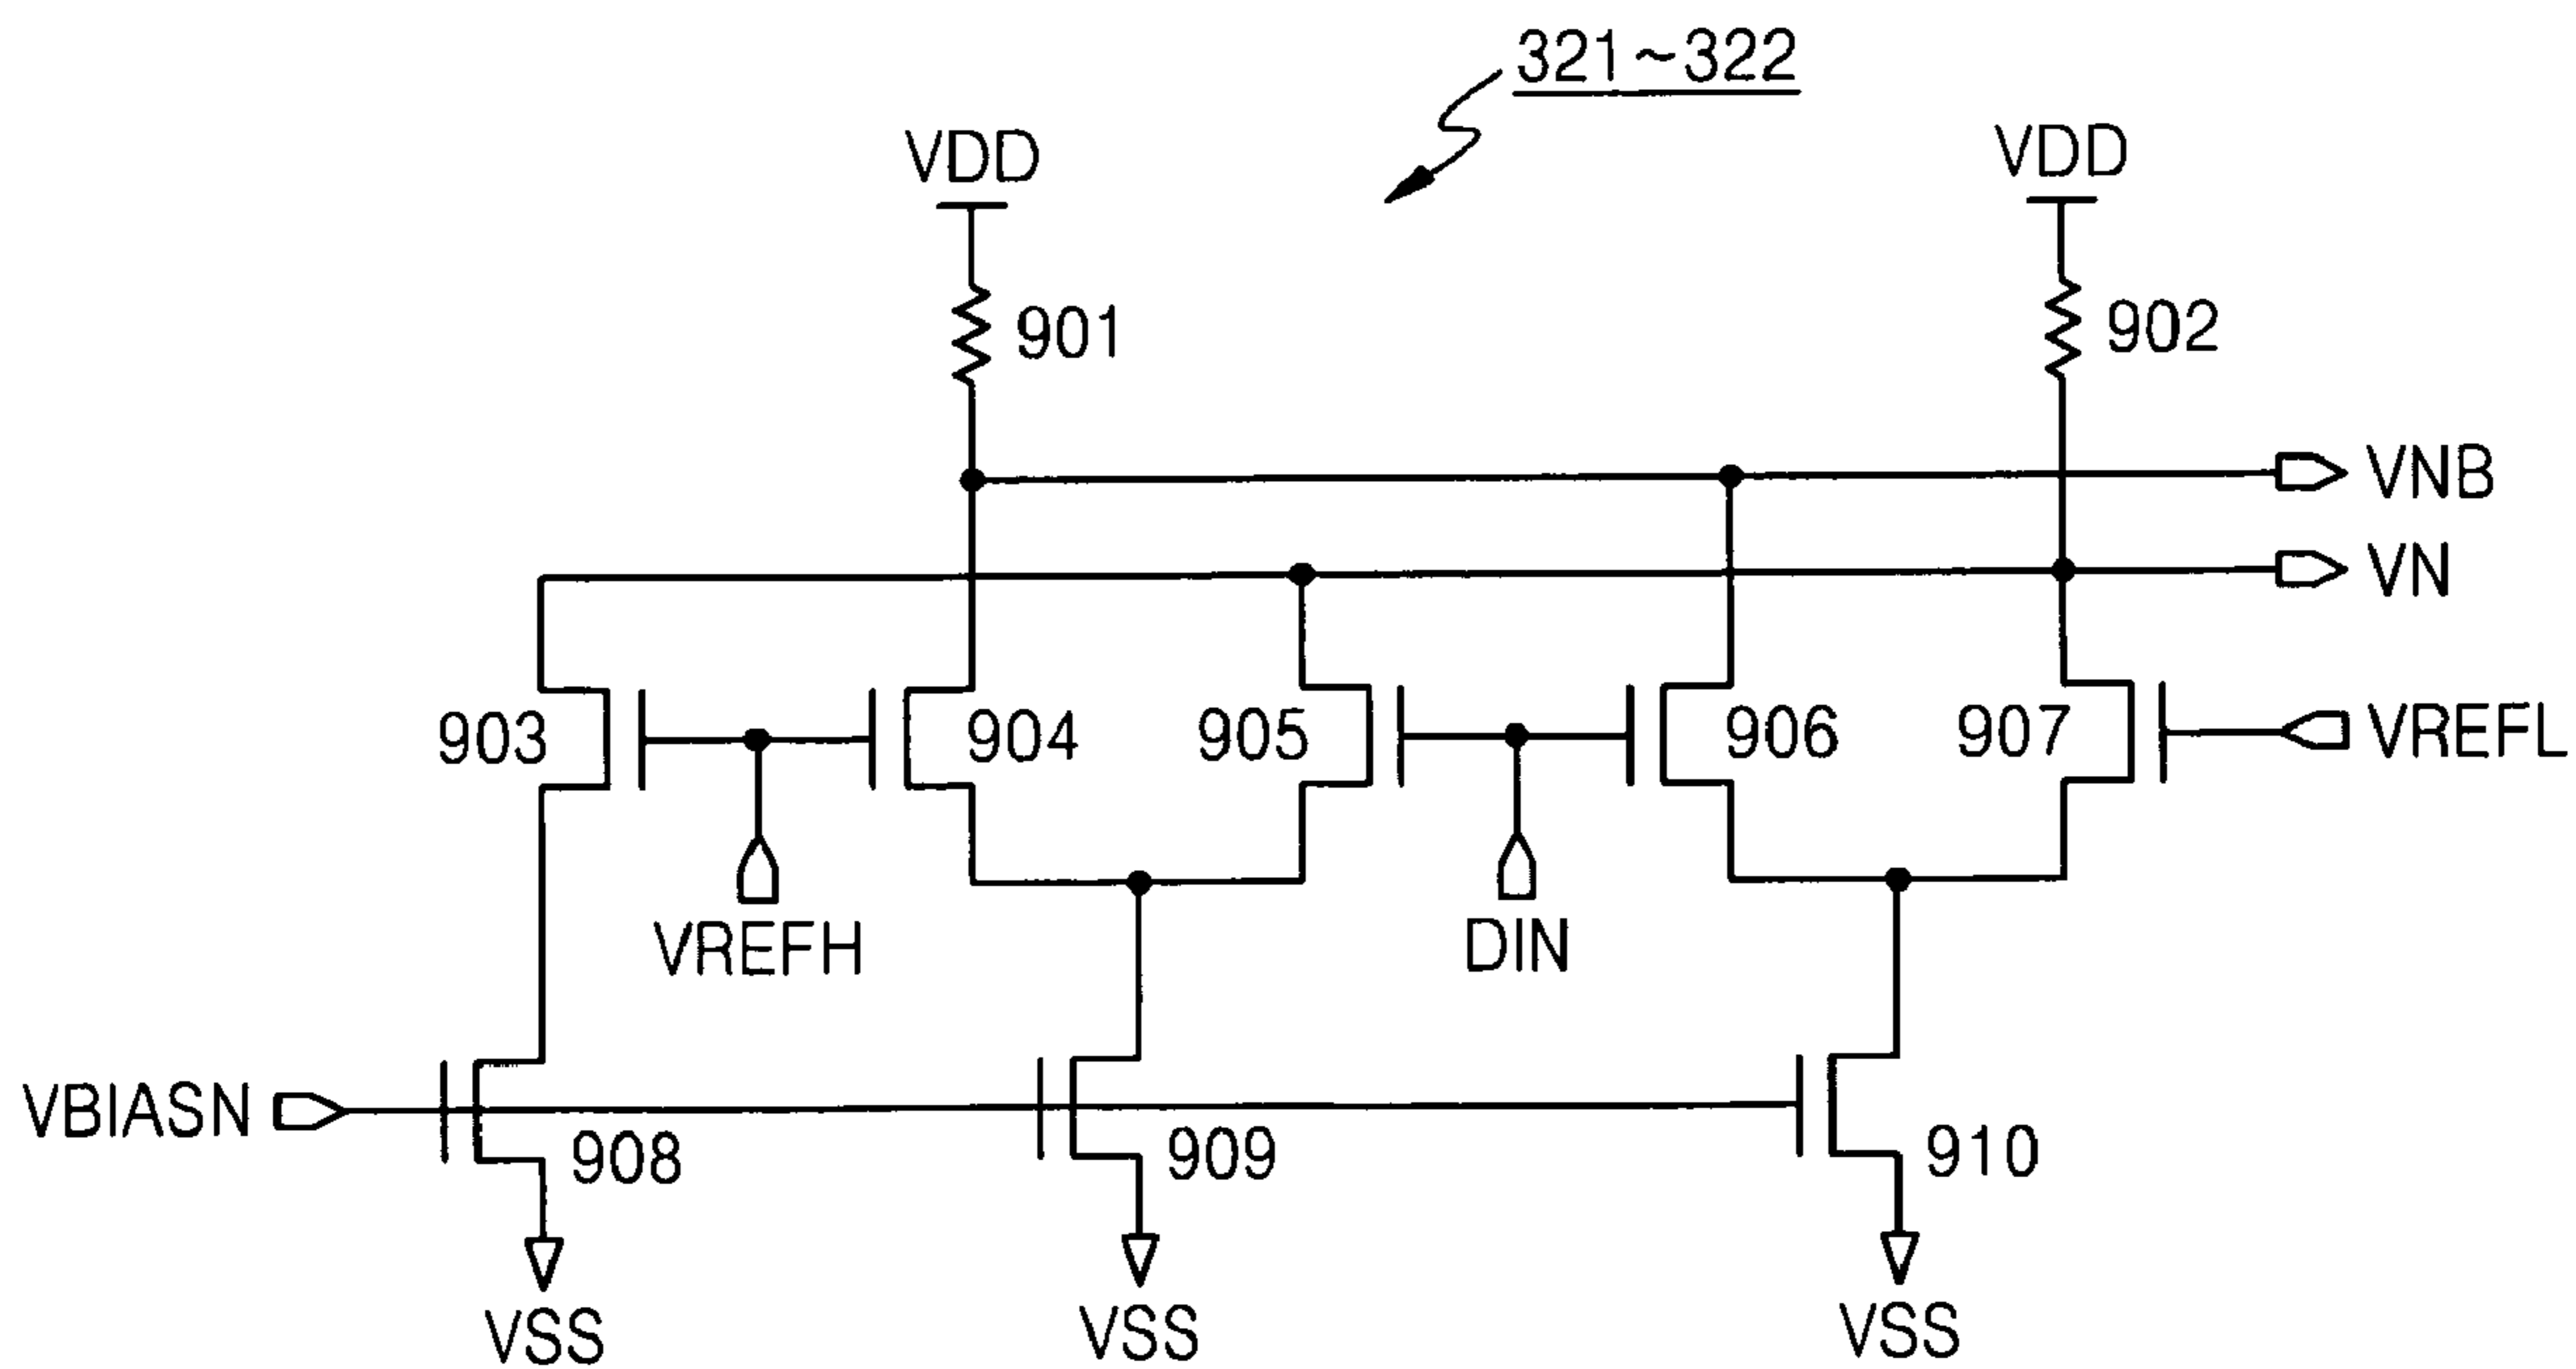 321~322
VDD
VDD
901
902
VNB
VN
903
904
905
906
907
VREFL
VREFH
DIN
VBIASN
908
909
910
VSS
VSS
VSS